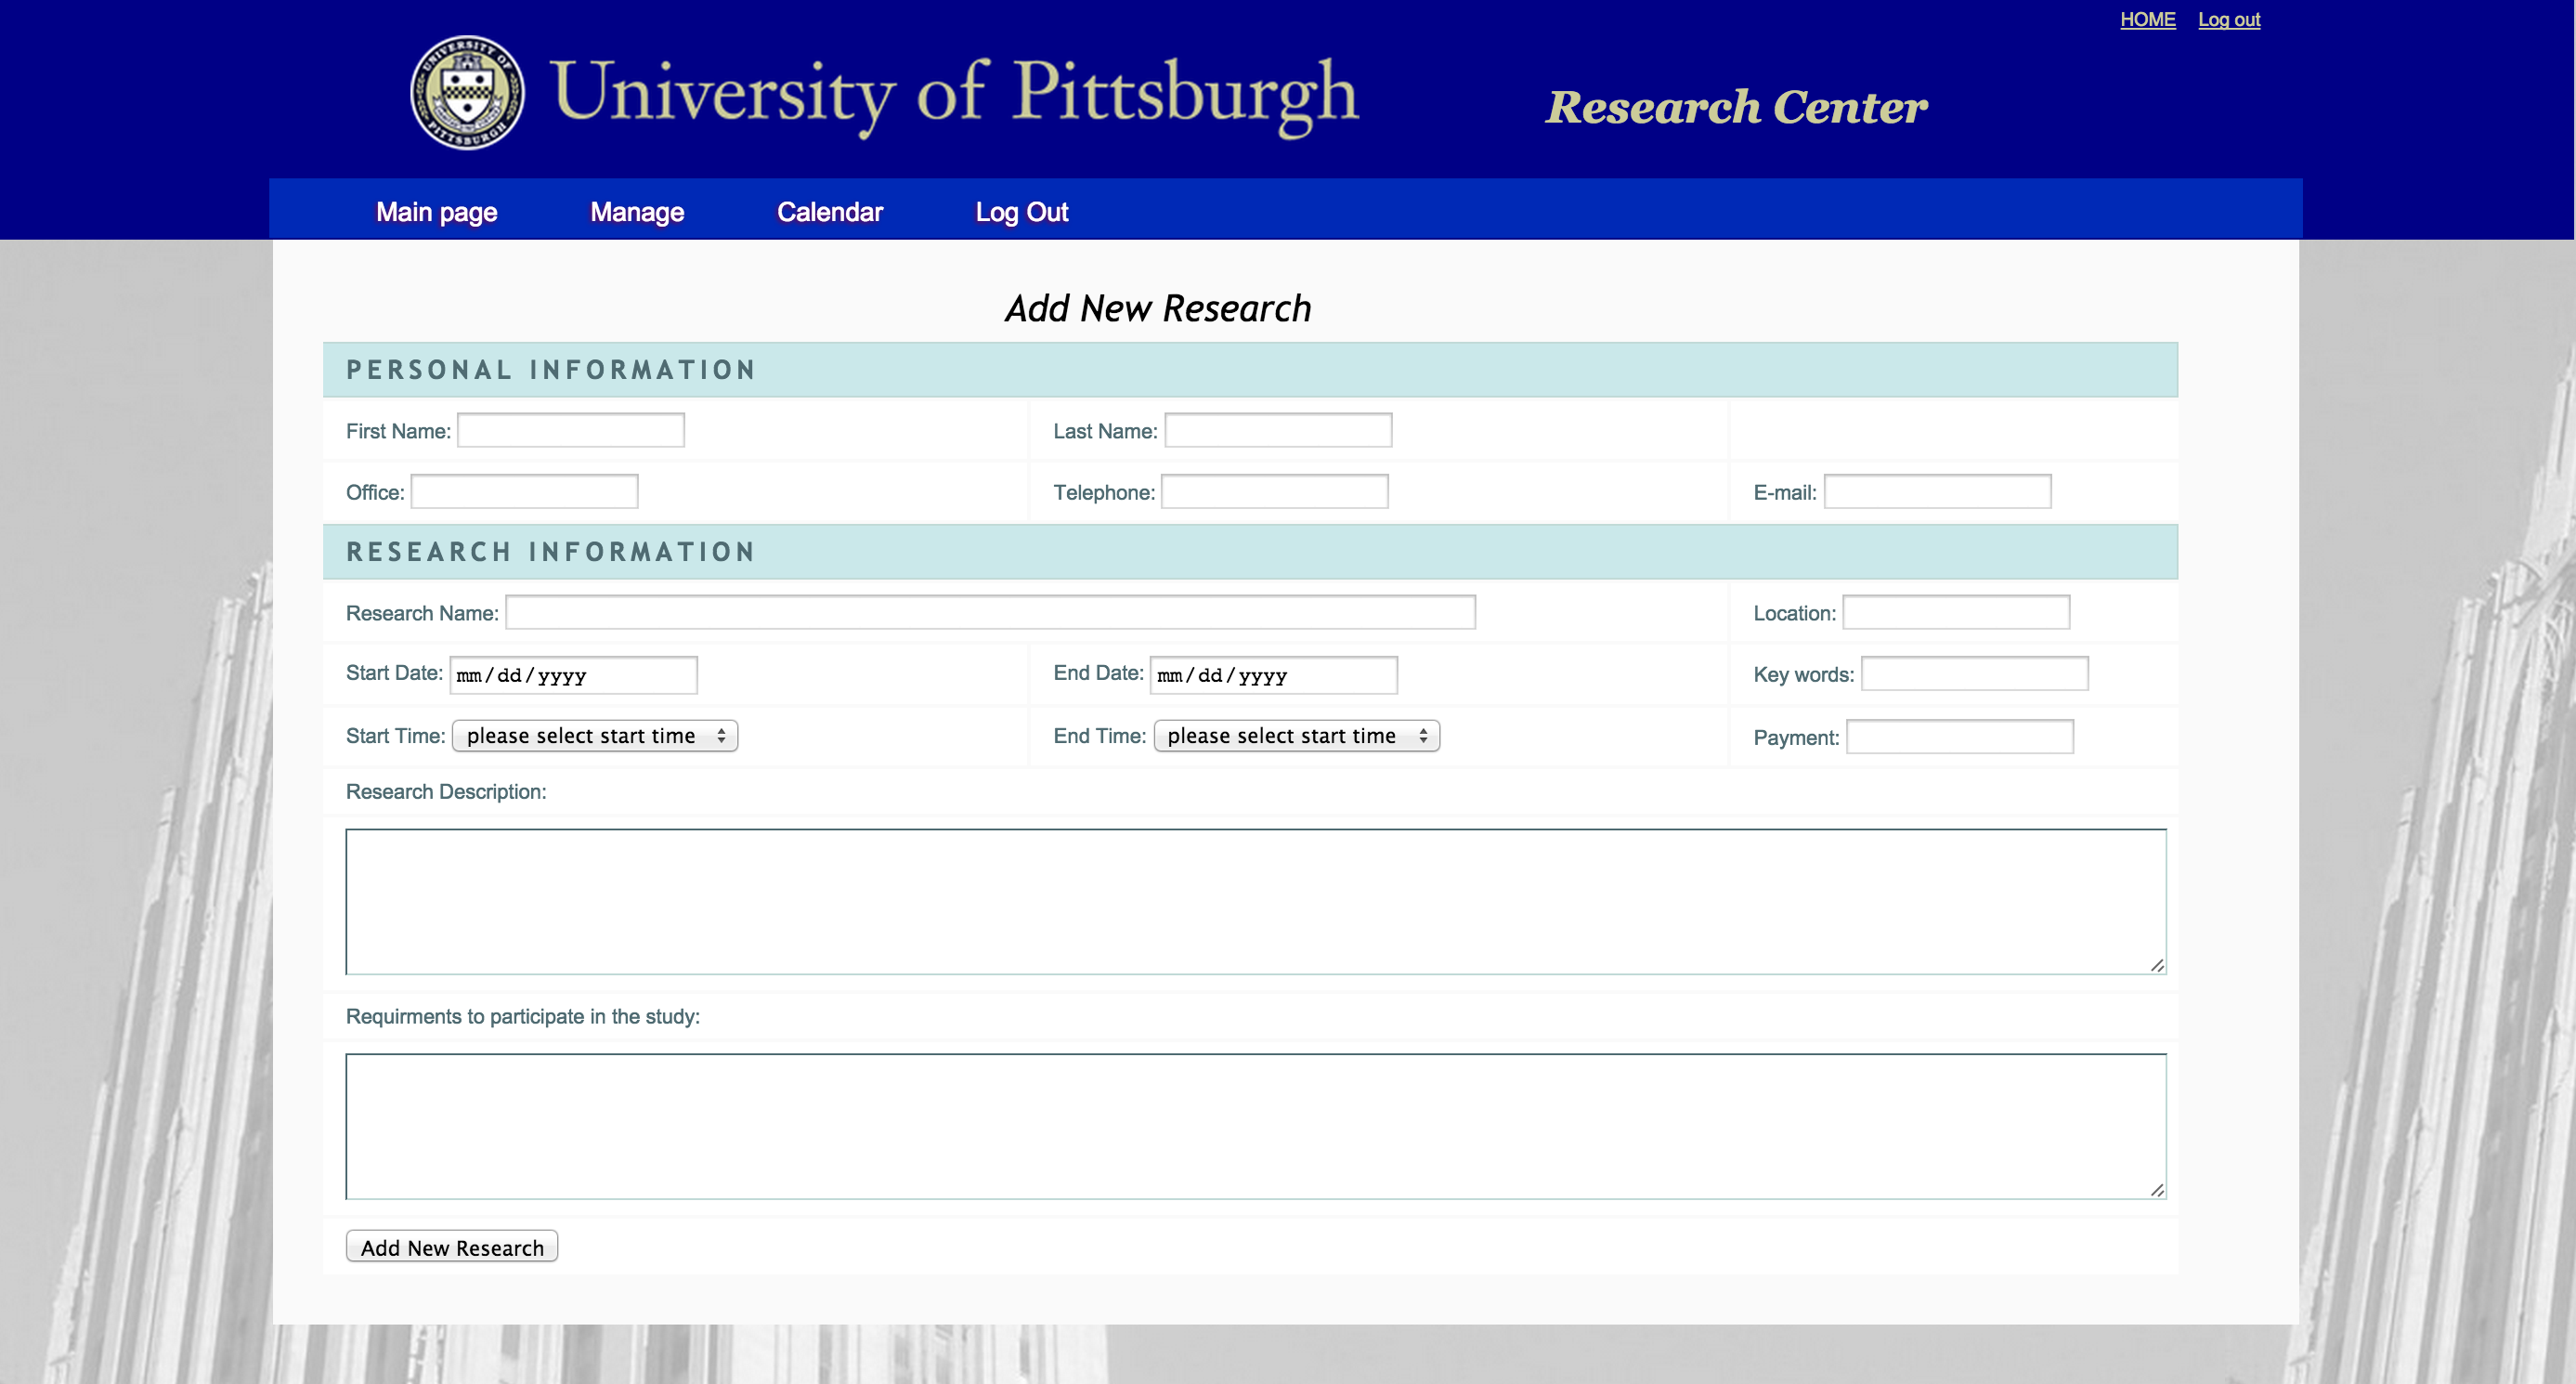 HOME Log out
UNIVERSITY OF PITTSBURGH
University of Pittsburgh
Research Center
Main page Manage Calendar Log Out
Add New Research
PERSONAL INFORMATION
First Name: Last Name:
Office: Telephone: E-mail:
RESEARCH INFORMATION
Research Name: Location:
Start Date: mm/dd/yyyy End Date: mm/dd/yyyy Key words:
Start Time: please select start time End Time: please select start time Payment:
Research Description:
Requirments to participate in the study:
Add New Research